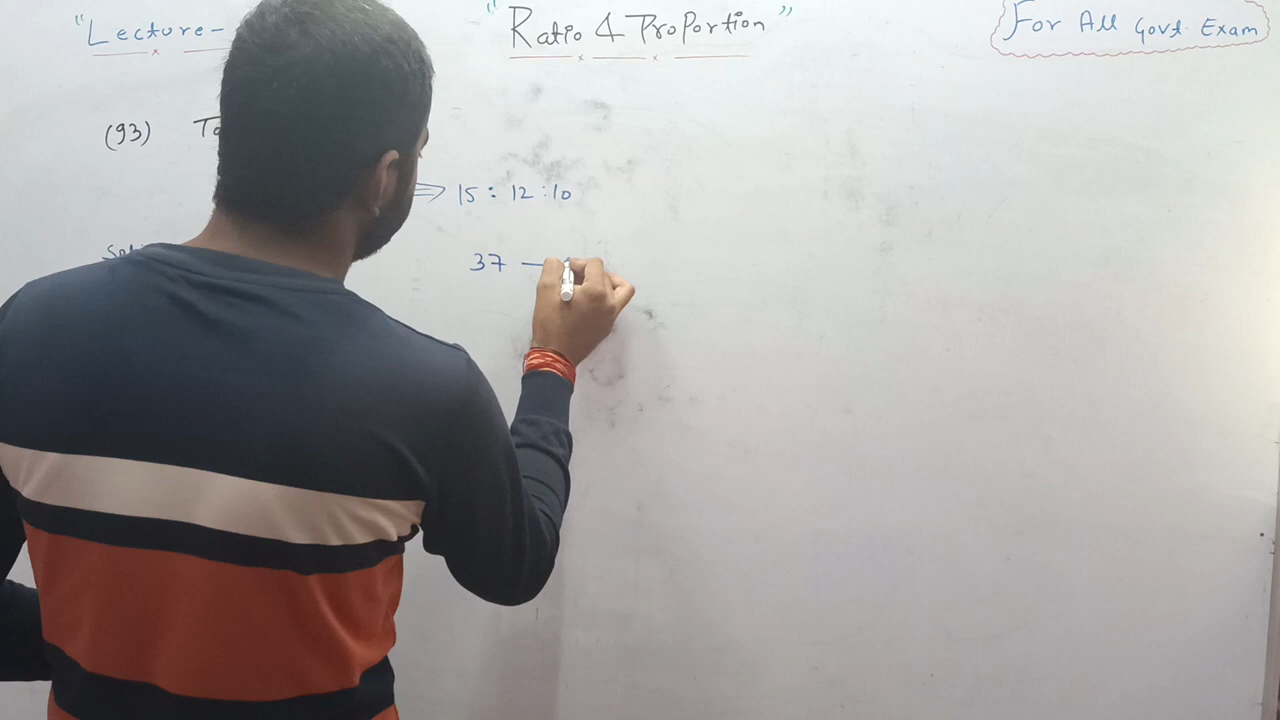 "Lecture-
"Ratio & Proportion"
For All Govt. Exam
(93)
⇒ 15 : 12 : 10
37 —